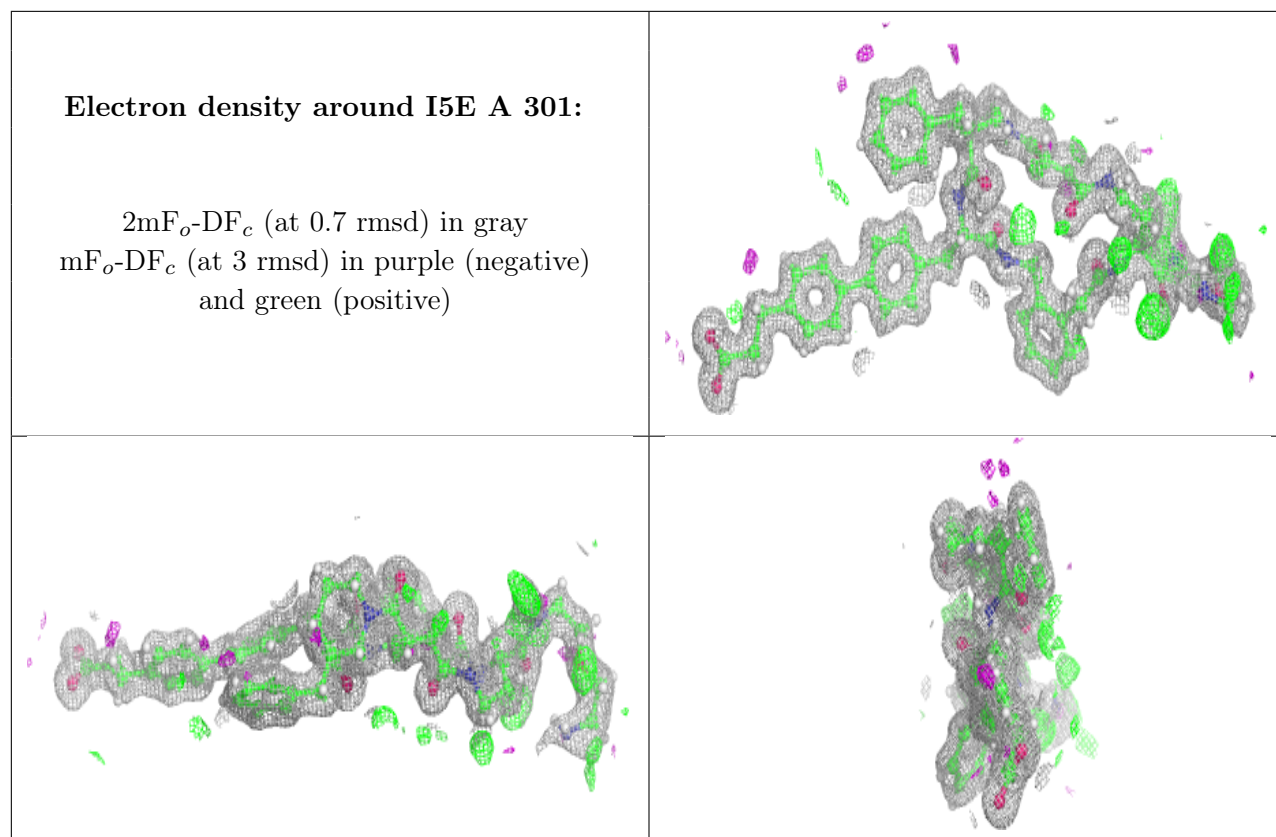 Electron density around I5E A 301:
2mFo-DFc (at 0.7 rmsd) in gray
mFo-DFc (at 3 rmsd) in purple (negative)
and green (positive)